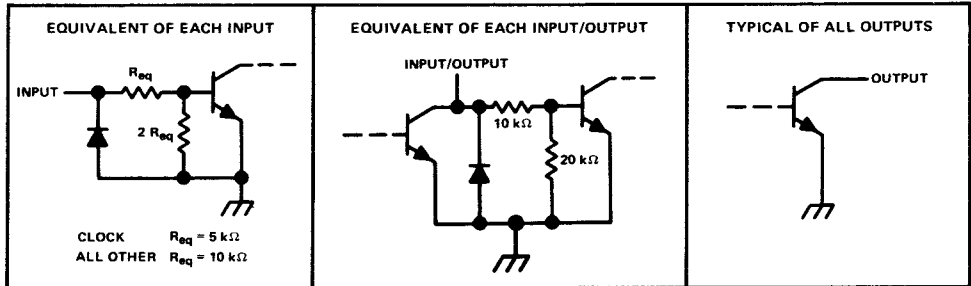 EQUIVALENT OF EACH INPUT
INPUT
Req
2 Req
CLOCK Req = 5 kΩ
ALL OTHER Req = 10 kΩ
EQUIVALENT OF EACH INPUT/OUTPUT
INPUT/OUTPUT
10 kΩ
20 kΩ
TYPICAL OF ALL OUTPUTS
OUTPUT